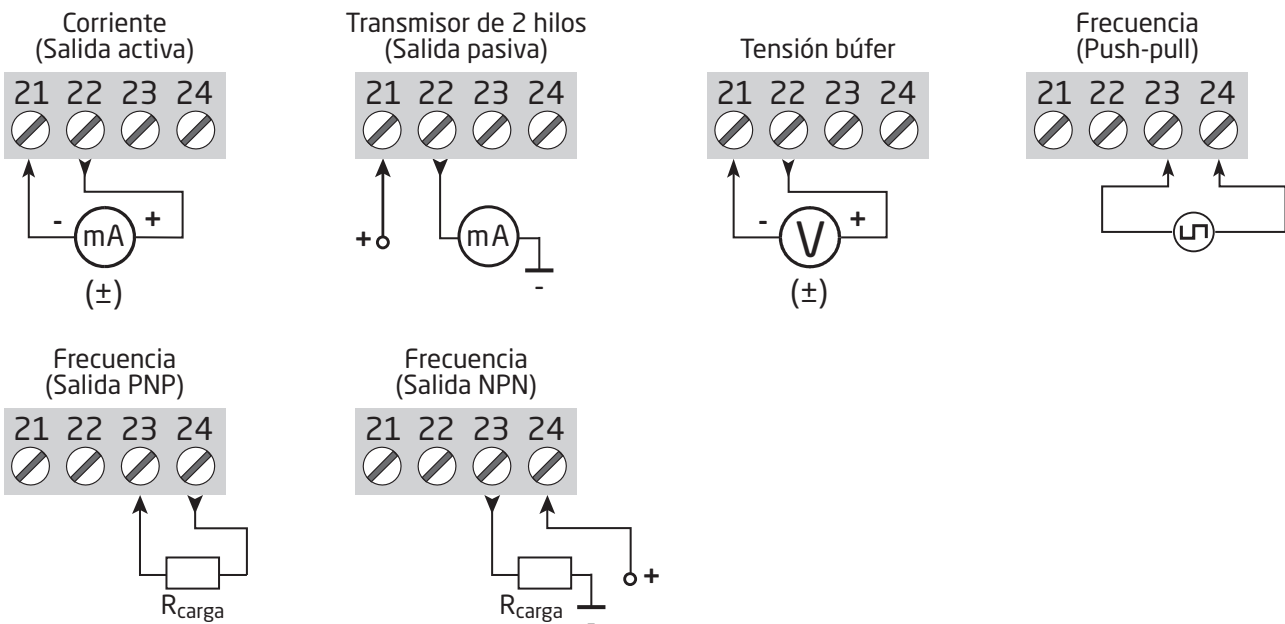 Corriente
(Salida activa)
21 22 23 24
- mA +
(±)
Transmisor de 2 hilos
(Salida pasiva)
21 22 23 24
+ mA
-
Tensión búfer
21 22 23 24
- V +
(±)
Frecuencia
(Push-pull)
21 22 23 24
Frecuencia
(Salida PNP)
21 22 23 24
Rcarga
Frecuencia
(Salida NPN)
21 22 23 24
+
Rcarga
-